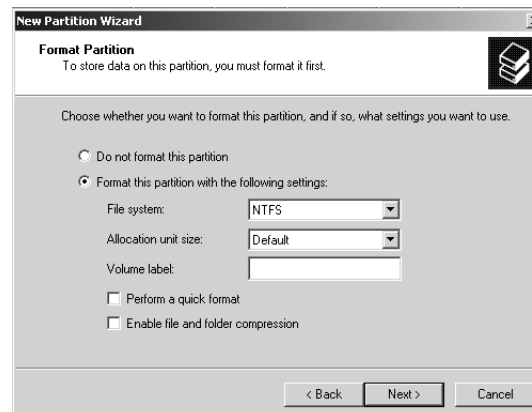 New Partition Wizard
Format Partition
To store data on this partition, you must format it first.
Choose whether you want to format this partition, and if so, what settings you want to use.
Do not format this partition
Format this partition with the following settings:
File system: NTFS
Allocation unit size: Default
Volume label:
Perform a quick format
Enable file and folder compression
< Back Next > Cancel